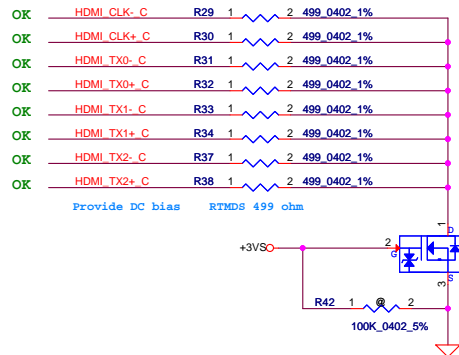 OK HDMI_CLK-_C R29 1 2 499_0402_1%
OK HDMI_CLK+_C R30 1 2 499_0402_1%
OK HDMI_TX0-_C R31 1 2 499_0402_1%
OK HDMI_TX0+_C R32 1 2 499_0402_1%
OK HDMI_TX1-_C R33 1 2 499_0402_1%
OK HDMI_TX1+_C R34 1 2 499_0402_1%
OK HDMI_TX2-_C R37 1 2 499_0402_1%
OK HDMI_TX2+_C R38 1 2 499_0402_1%
Provide DC bias RTMDS 499 ohm
1
D
+3VS 2
G
S
3
R42 1 @ 2
100K_0402_5%